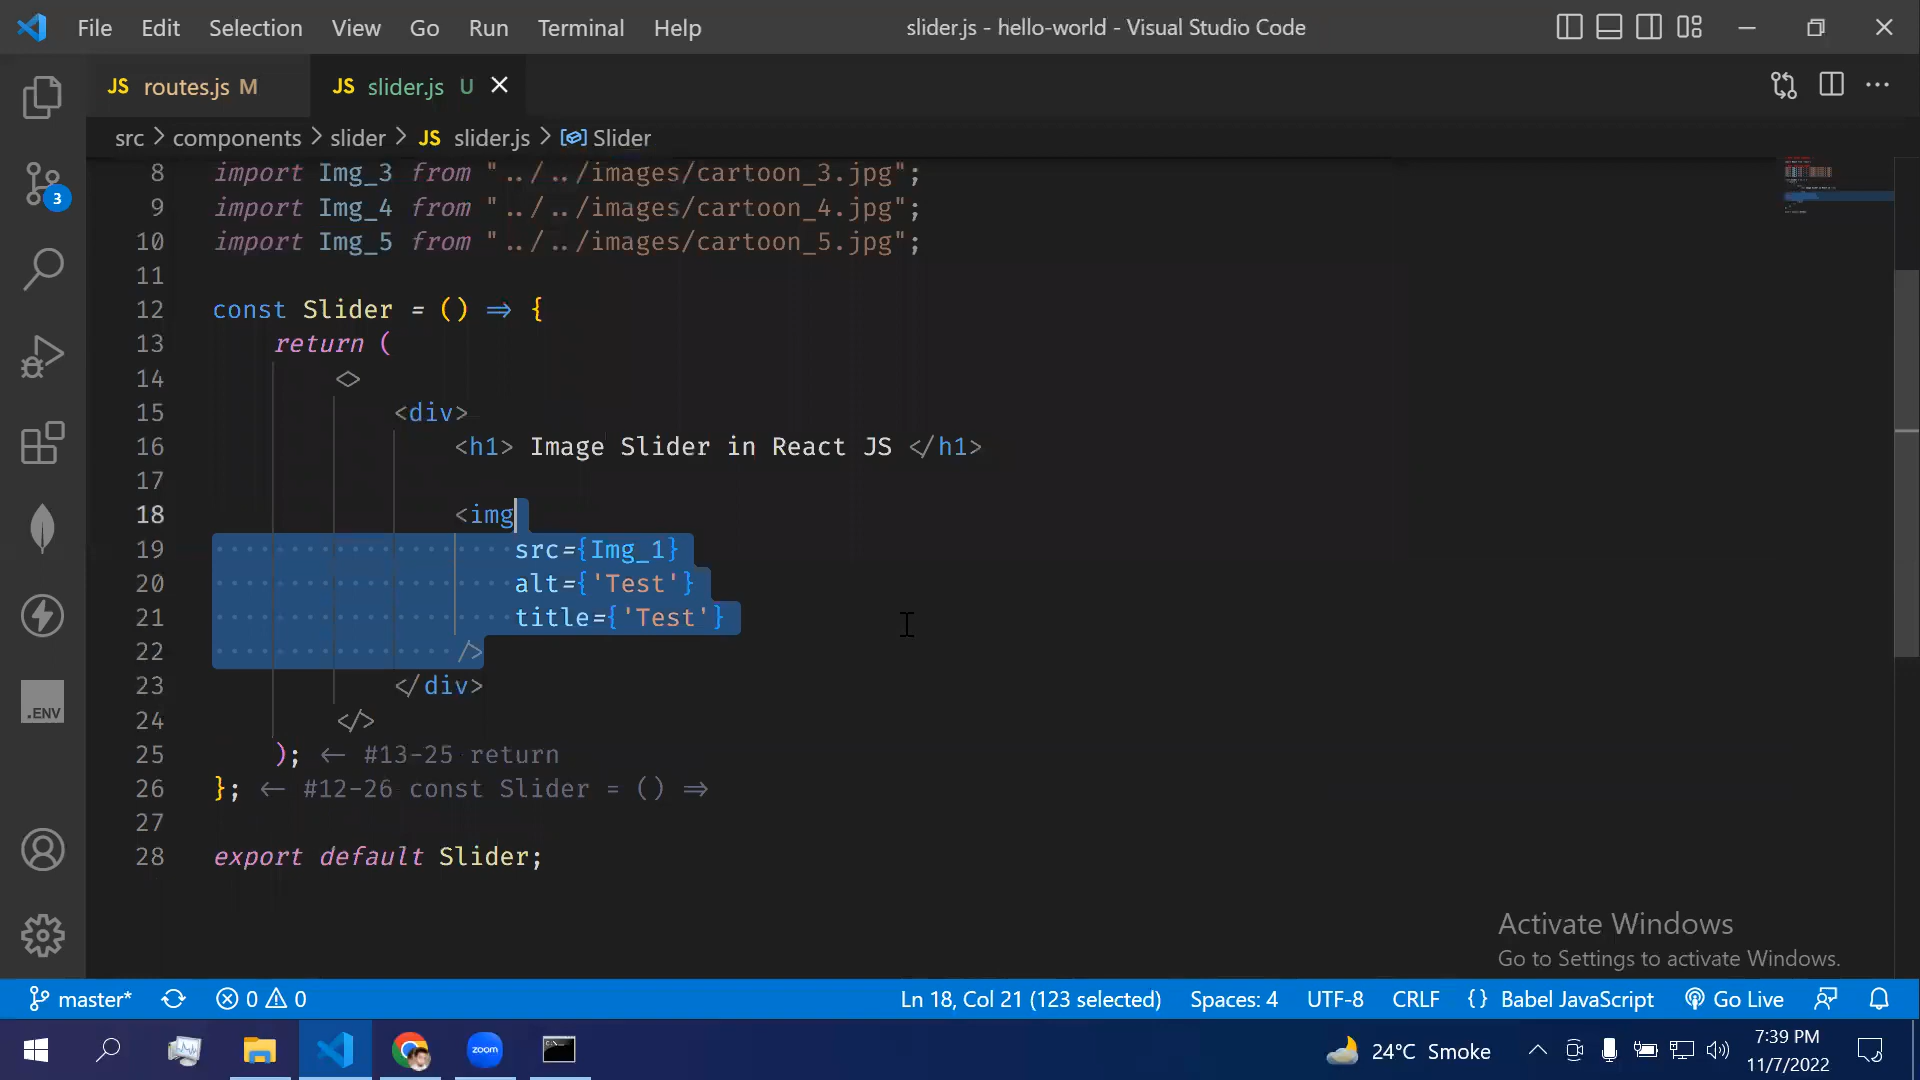 File Edit Selection View Go Run Terminal Help slider.js - hello-world - Visual Studio Code
JS routes.js M JS slider.js U
src > components > slider > JS slider.js > Slider
3
8 import Img_3 from "../../images/cartoon_3.jpg";
9 import Img_4 from "../../images/cartoon_4.jpg";
10 import Img_5 from "../../images/cartoon_5.jpg";
11
12 const Slider = () => {
13 return (
14 <>
15 <div>
16 <h1> Image Slider in React JS </h1>
17
18 <img
19 src={Img_1}
20 alt={'Test'}
21 title={'Test'}
22 />
23 </div>
24 </>
25 ); <- #13-25 return
26 }; <- #12-26 const Slider = () =>
27
28 export default Slider;
.ENV
Activate Windows
Go to Settings to activate Windows.
master* 0 0 Ln 18, Col 21 (123 selected) Spaces: 4 UTF-8 CRLF {} Babel JavaScript Go Live
zoom 24°C Smoke 7:39 PM
11/7/2022